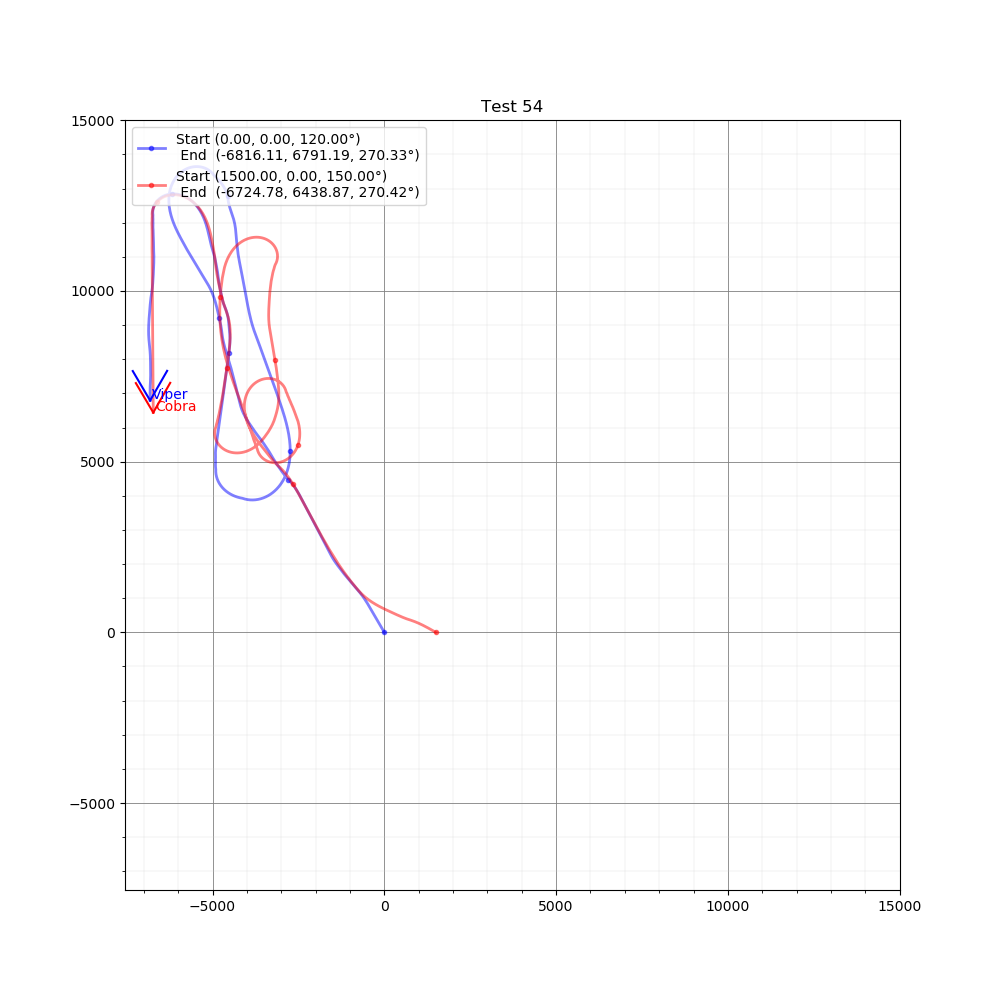 Test 54
15000
Start (0.00, 0.00, 120.00°)
End (-6816.11, 6791.19, 270.33°)
Start (1500.00, 0.00, 150.00°)
End (-6724.78, 6438.87, 270.42°)
10000
Viper
Cobra
5000
0
−5000
−5000
0
5000
10000
15000